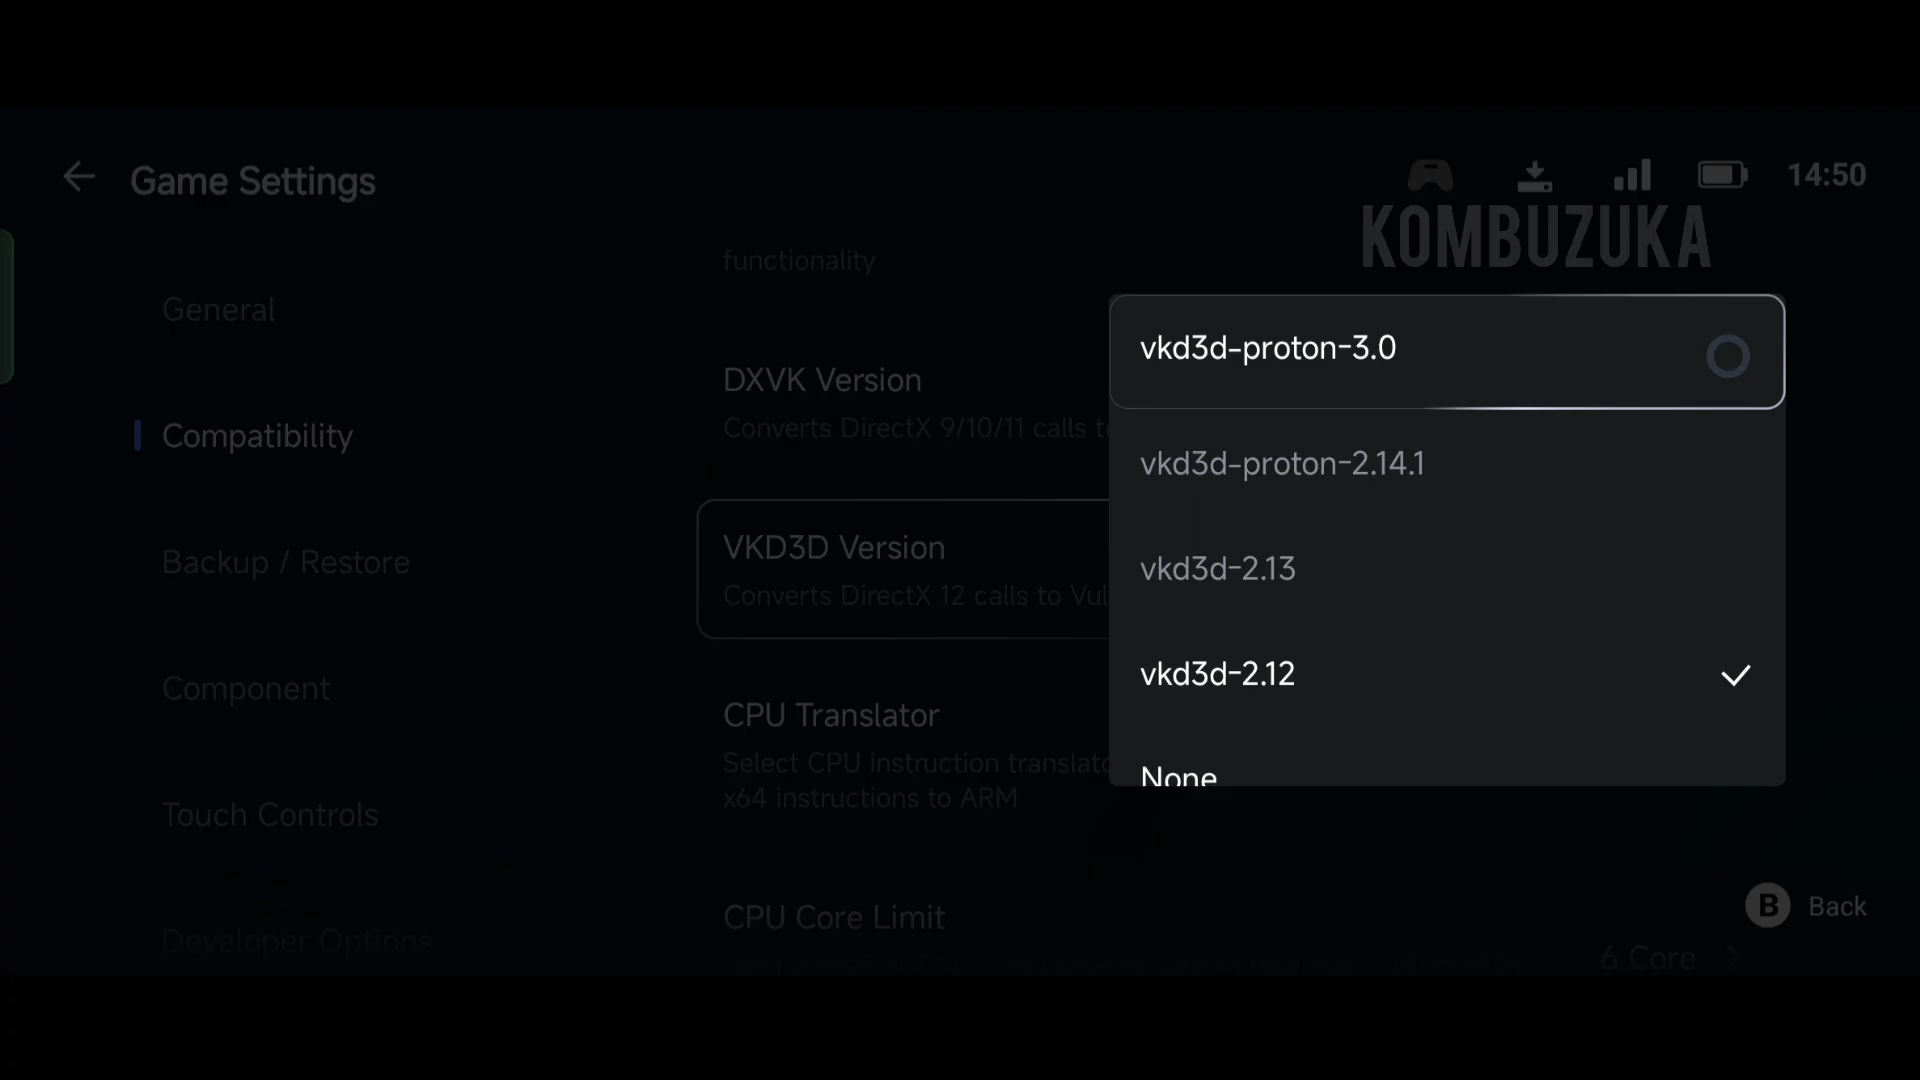 Game Settings
14:50
KOMBUZUKA
General
Compatibility
Backup / Restore
Component
Touch Controls
Developer Options
functionality
DXVK Version
Converts DirectX 9/10/11 calls
VKD3D Version
Converts DirectX 12 calls to Vul
CPU Translator
Select CPU instruction
x64 instructions to ARM
CPU Core Limit
6 Core
vkd3d-proton-3.0
vkd3d-proton-2.14.1
vkd3d-2.13
vkd3d-2.12
None
B Back